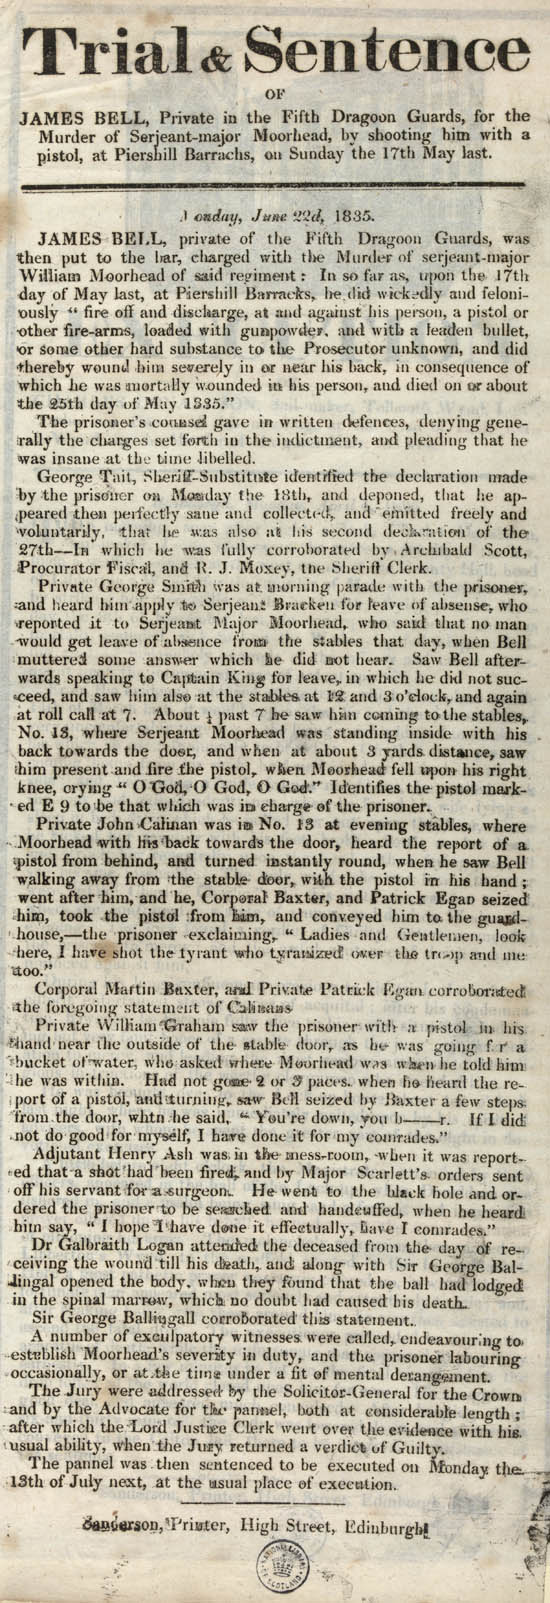 Trial & Sentence
OF
JAMES BELL, Private in the Fifth Dragoon Guards, for the
Murder of Serjeant-major Moorhead, by shooting him with a
pistol, at Piershill Barrachs, on Sunday the 17th May last.
onday, June 22d, 1835.
JAMES BELL, private of the Fifth Dragoon Guards, was
then put to the bar, charged with the Murder of serjeant-major
William Moorhead of said regiment: In so far as, upon the 17th
day of May last, at Piershill Barracks, he did wickedly and feloni-
ously “ fire off and discharge, at and against his person, a pistol or
other fire-arms, loaded with gunpowder, and with a leaden bullet,
or some other hard substance to the Prosecutor unknown, and did
thereby wound him severely in or near his back, in consequence of
which he was mortally wounded in his person, and died on or about
the 25th day of May 1835.”
The prisoner's counsel gave in written defences, denying gene-
rally the charges set forth in the indictment, and pleading that he
was insane at the time libelled.
George Tait, Sheriff-Substitute identified the declaration made
by the prisoner on Monday the 18th, and deponed, that he ap-
peared then perfectly sane and collected, and emitted freely and
voluntarily, that he was also at his second declaration of the
27th—In which he was fully corroborated by Archibald Scott,
Procurator Fiscal, and R. J. Moxey, the Sheriff Clerk.
Private George Smith was at morning parade with the prisoner,
and heard him apply to Serjeant Bracken for leave of absense, who
reported it to Serjeant Major Moorhead, who said that no man
would get leave of absence from the stables that day, when Bell
muttered some answer which he did not hear. Saw Bell after-
wards speaking to Captain King for leave, in which he did not suc-
ceed, and saw him also at the stables at 12 and 3 o'clock, and again
at roll call at 7. About ¼ past 7 he saw him coming to the stables,
No. 13, where Serjeant Moorhead was standing inside with his
back towards the door, and when at about 3 yards distance, saw
him present and fire the pistol, when Moorhead fell upon his right
knee, crying “ O God, O God, O God.” Identifies the pistol mark-
ed E 9 to be that which was in charge of the prisoner.
Private John Calinan was in No. 13 at evening stables, where
Moorhead with his back towards the door, heard the report of a
pistol from behind, and turned instantly round, when he saw Bell
walking away from the stable door, with the pistol in his hand;
went after him, and he, Corporal Baxter, and Patrick Egan seized
him, took the pistol from him, and conveyed him to the guard-
house,—the prisoner exclaiming, “ Ladies and Gentlemen, look
here, I have shot the tyrant who tyranized over the troop and me
too.”
Corporal Martin Baxter, and Private Patrick Egan corroborated
the foregoing statement of Calinans
Private William Graham saw the prisoner with a pistol in his
hand near the outside of the stable door, as he was going f r a
bucket of water, who asked where Moorhead was when he told him
he was within. Had not gone 2 or 3 paces. when he heard the re-
port of a pistol, and turning, saw Bell seized by Baxter a few steps
from the door, whtn he said, “ You're down, you b——r. If I did
not do good for myself, I have done it for my comrades.”
Adjutant Henry Ash was in the mess-room, when it was report-
ed that a shot had been fired, and by Major Scarlett's orders sent
off his servant for a surgeon. He went to the black hole and or-
dered the prisoner to be searched and handcuffed, when he heard
him say, “ I hope I have done it effectually, have I comrades.”
Dr Galbraith Logan attended the deceased from the day of re-
ceiving the wound till his death, and along with Sir George Bal-
lingal opened the body, when they found that the ball had lodged
in the spinal marrow, which no doubt had caused his death.
Sir George Ballingall corroborated this statement.
A number of exculpatory witnesses were called, endeavouring to
establish Moorhead's severity in duty, and the prisoner labouring
occasionally, or at the time under a fit of mental derangement.
The Jury were addressed by the Solicitor-General for the Crown
and by the Advocate for the pannel, both at considerable length;
after which the Lord Justice Clerk went over the evidence with his
usual ability, when the Jury returned a verdict of Guilty.
The pannel was then sentenced to be executed on Monday the
13th of July next, at the usual place of execution.
Sanderson, Printer, High Street, Edinburgh
NATIONAL LIBRARY
SCOTLAND